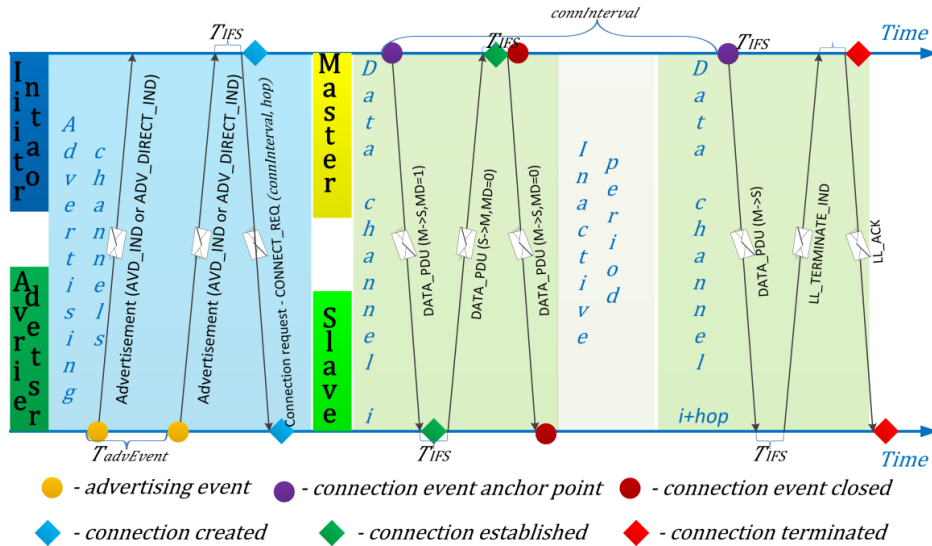 connInterval
TIFS
TIFS
TIFS
Time
Initiator
Advertiser
Advertising channels
Advertisement (AVD_IND or ADV_DIRECT_IND)
Advertisement (AVD_IND or ADV_DIRECT_IND)
Connection request - CONNECT_REQ (connInterval, hop)
Master
Slave
Data channel i
DATA_PDU (M->S,MD=1)
DATA_PDU (S->M,MD=0)
DATA_PDU (M->S,MD=0)
Inactive period
Data channel i+hop
DATA_PDU (M->S)
LL_TERMINATE_IND
LL_ACK
TadvEvent
TIFS
TIFS
Time
- advertising event
- connection event anchor point
- connection event closed
- connection created
- connection established
- connection terminated